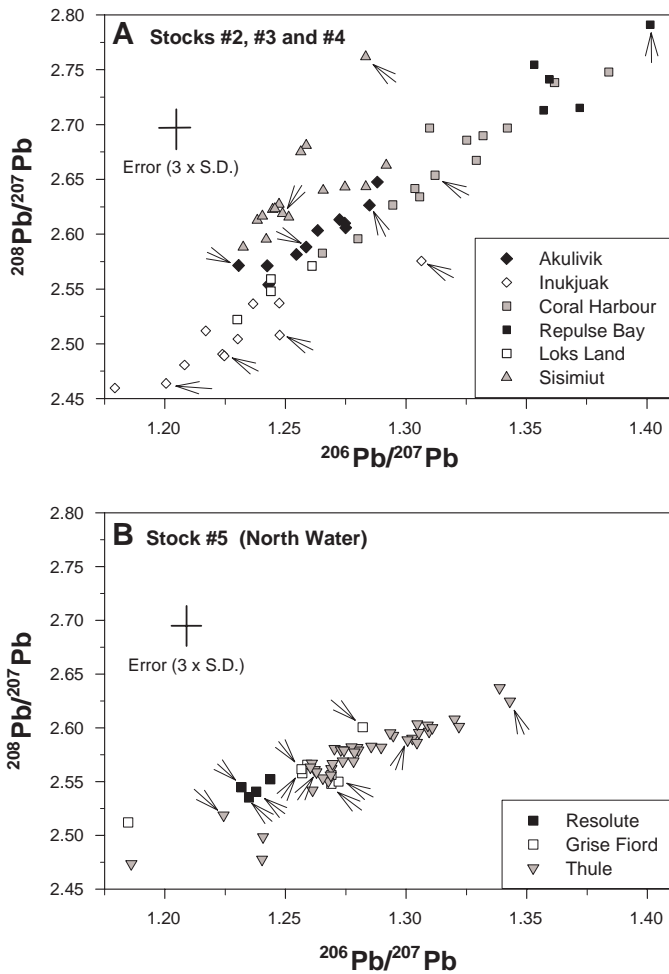 A Stocks #2, #3 and #4
2.80
2.75
2.70
2.65
2.60
2.55
2.50
2.45
208Pb/207Pb
Error (3 x S.D.)
Akulivik
Inukjuak
Coral Harbour
Repulse Bay
Loks Land
Sisimiut
1.20 1.25 1.30 1.35 1.40
206Pb/207Pb
B Stock #5 (North Water)
2.80
2.75
2.70
2.65
2.60
2.55
2.50
2.45
208Pb/207Pb
Error (3 x S.D.)
Resolute
Grise Fiord
Thule
1.20 1.25 1.30 1.35 1.40
206Pb/207Pb